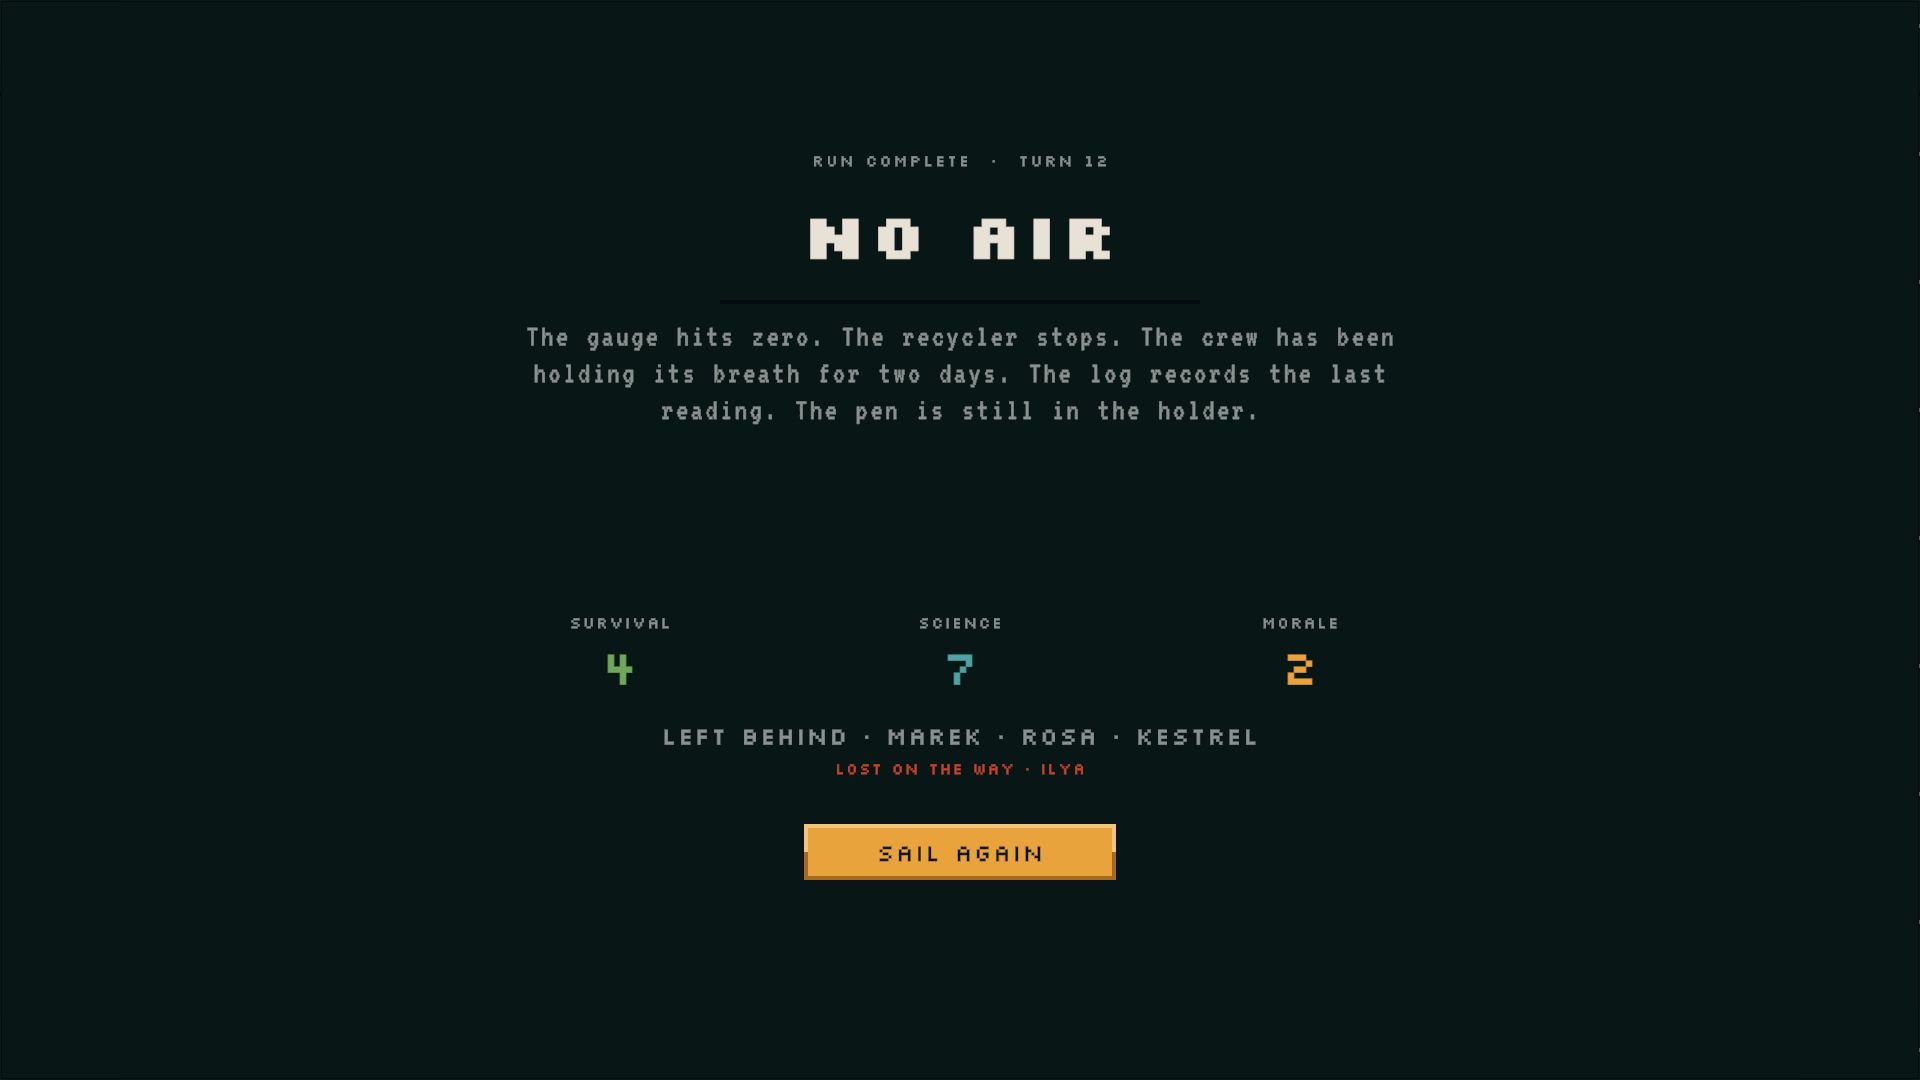 RUN COMPLETE · TURN 12
NO AIR
The gauge hits zero. The recycler stops. The crew has been
holding its breath for two days. The log records the last
reading. The pen is still in the holder.
SURVIVAL SCIENCE MORALE
4 7 2
LEFT BEHIND · MAREK · ROSA · KESTREL
LOST ON THE WAY · ILYA
SAIL AGAIN